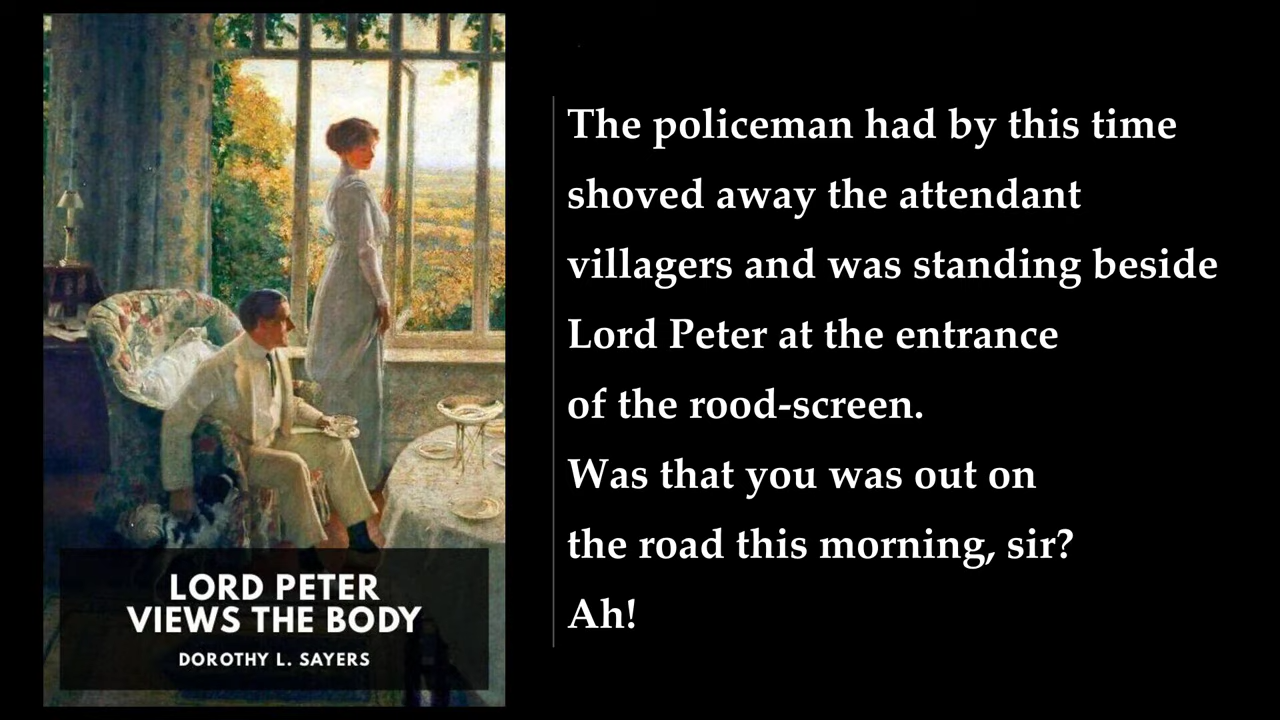 LORD PETER
VIEWS THE BODY
DOROTHY L. SAYERS
The policeman had by this time
shoved away the attendant
villagers and was standing beside
Lord Peter at the entrance
of the rood-screen.
Was that you was out on
the road this morning, sir?
Ah!